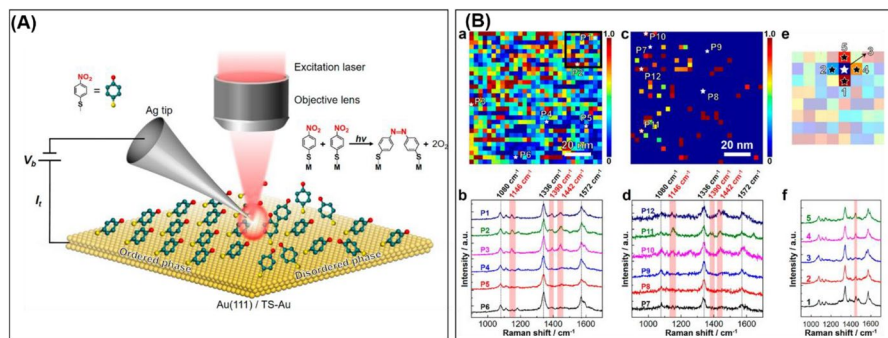 (A)
NO₂
S
Ag tip
Excitation laser
Objective lens
NO₂ NO₂
+ hν N=N + 2O₂
S S S S
M M M M
V_b
I_t
Ordered phase
Disordered phase
Au(111) / TS-Au
(B)
a
P1
P2
P3
P4
P5
P6
20 nm
1.0
0
c
P10
P7
P9
P12
P8
P11
20 nm
1.0
0
e
5
3
2
4
1
b
1080 cm⁻¹
1146 cm⁻¹
1336 cm⁻¹
1390 cm⁻¹
1442 cm⁻¹
1572 cm⁻¹
P1
P2
P3
P4
P5
P6
Intensity / a.u.
1000 1200 1400 1600
Raman shift / cm⁻¹
d
1080 cm⁻¹
1146 cm⁻¹
1336 cm⁻¹
1390 cm⁻¹
1442 cm⁻¹
1572 cm⁻¹
P12
P11
P10
P9
P8
P7
Intensity / a.u.
1000 1200 1400 1600
Raman shift / cm⁻¹
f
5
4
3
2
1
Intensity / a.u.
1000 1200 1400 1600
Raman shift / cm⁻¹